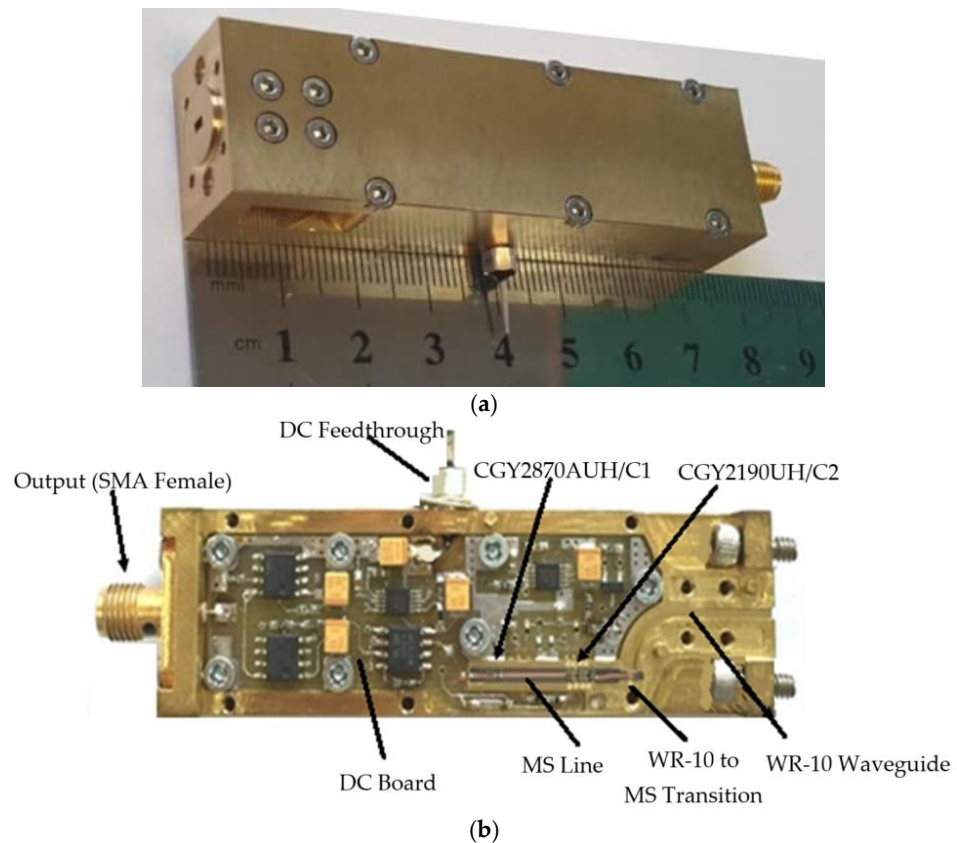 mm
cm 1 2 3 4 5 6 7 8 9
(a)
DC Feedthrough
CGY2870AUH/C1
CGY2190UH/C2
Output (SMA Female)
MS Line
WR-10 to
MS Transition
WR-10 Waveguide
DC Board
(b)